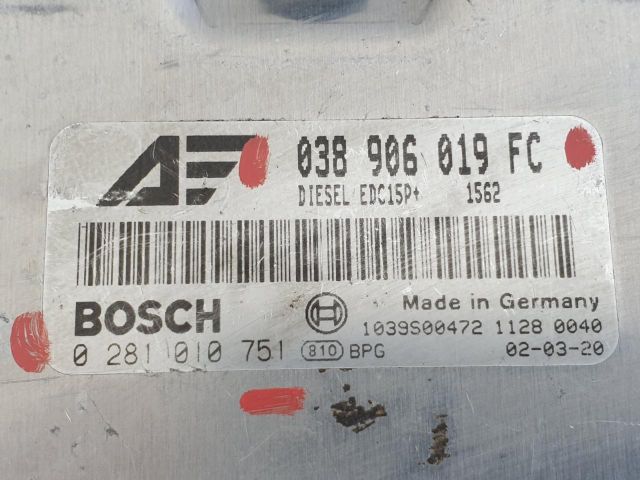 AF 038 906 019 FC
DIESEL EDC15P+ 1562
BOSCH
Made in Germany
1039S00472 1128 0040
0 281 010 751 810 BPG 02-03-20